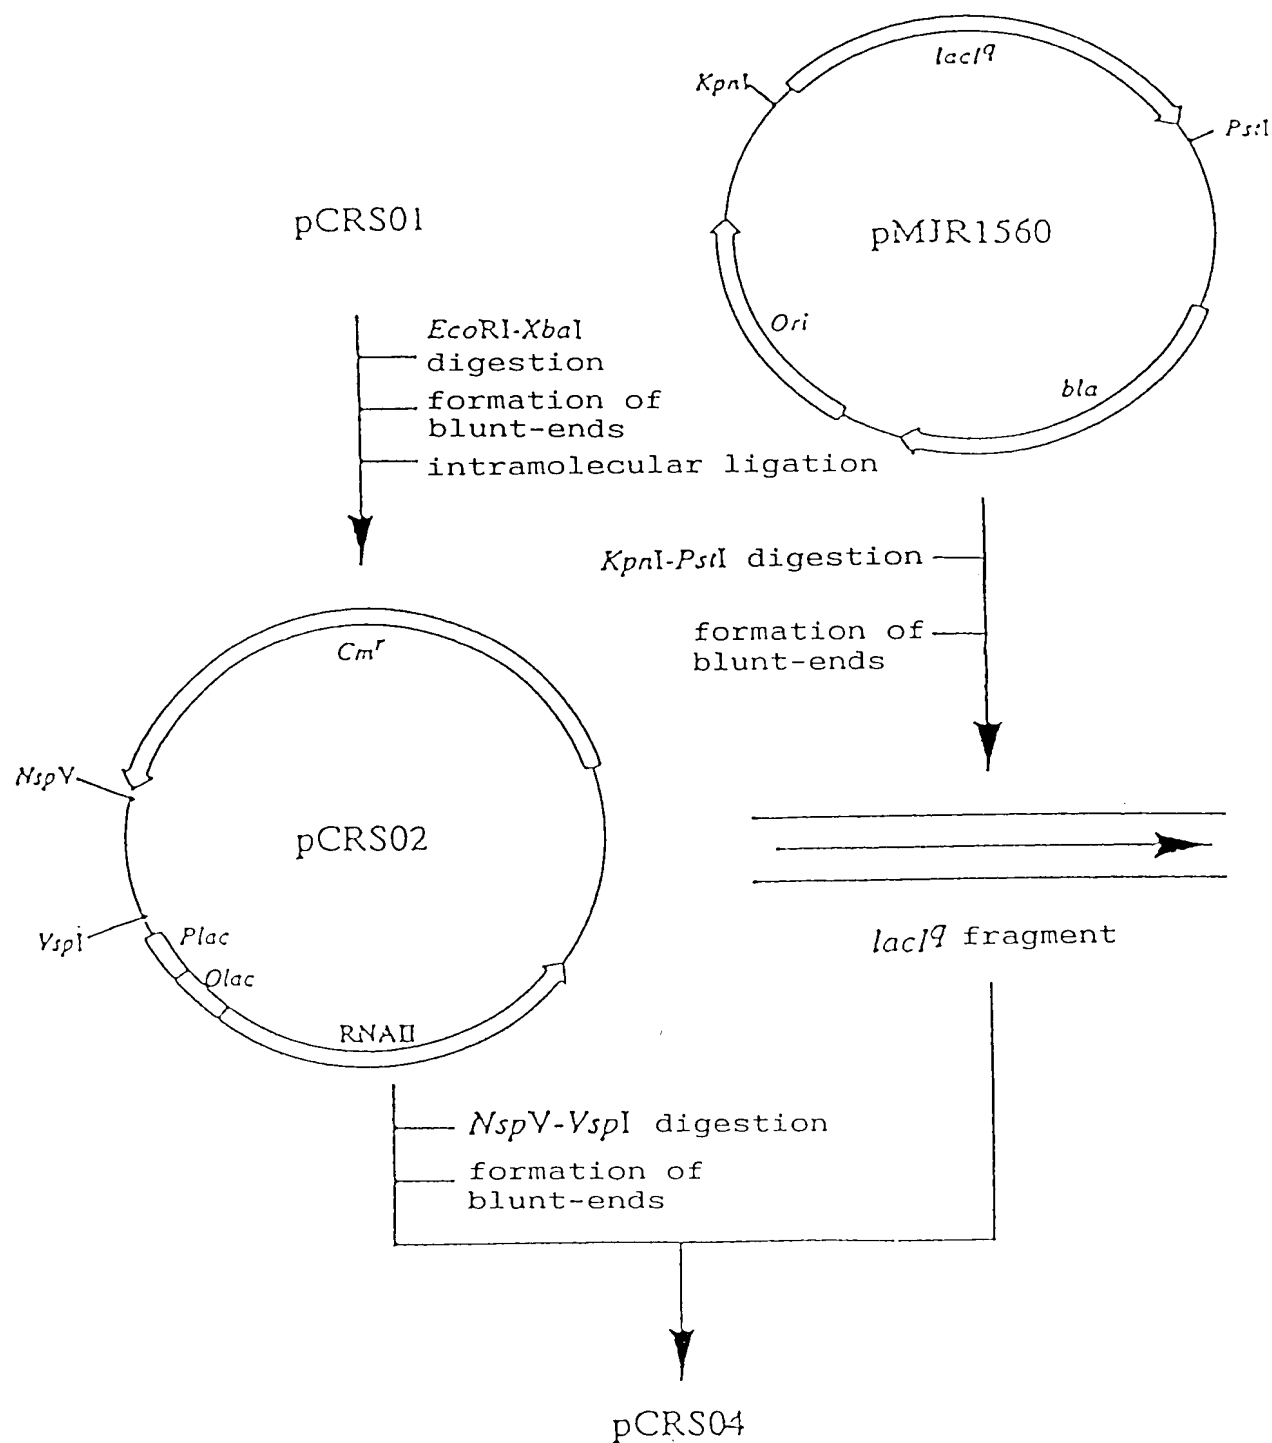 lacIq
KpnI
PstI
pCRS01
pMJR1560
EcoRI-XbaI
digestion
Ori
formation of
blunt-ends
bla
intramolecular ligation
KpnI-PstI digestion
formation of
blunt-ends
Cmr
NspV
pCRS02
VspI
Plac
Olac
lacIq fragment
RNAII
NspV-VspI digestion
formation of
blunt-ends
pCRS04